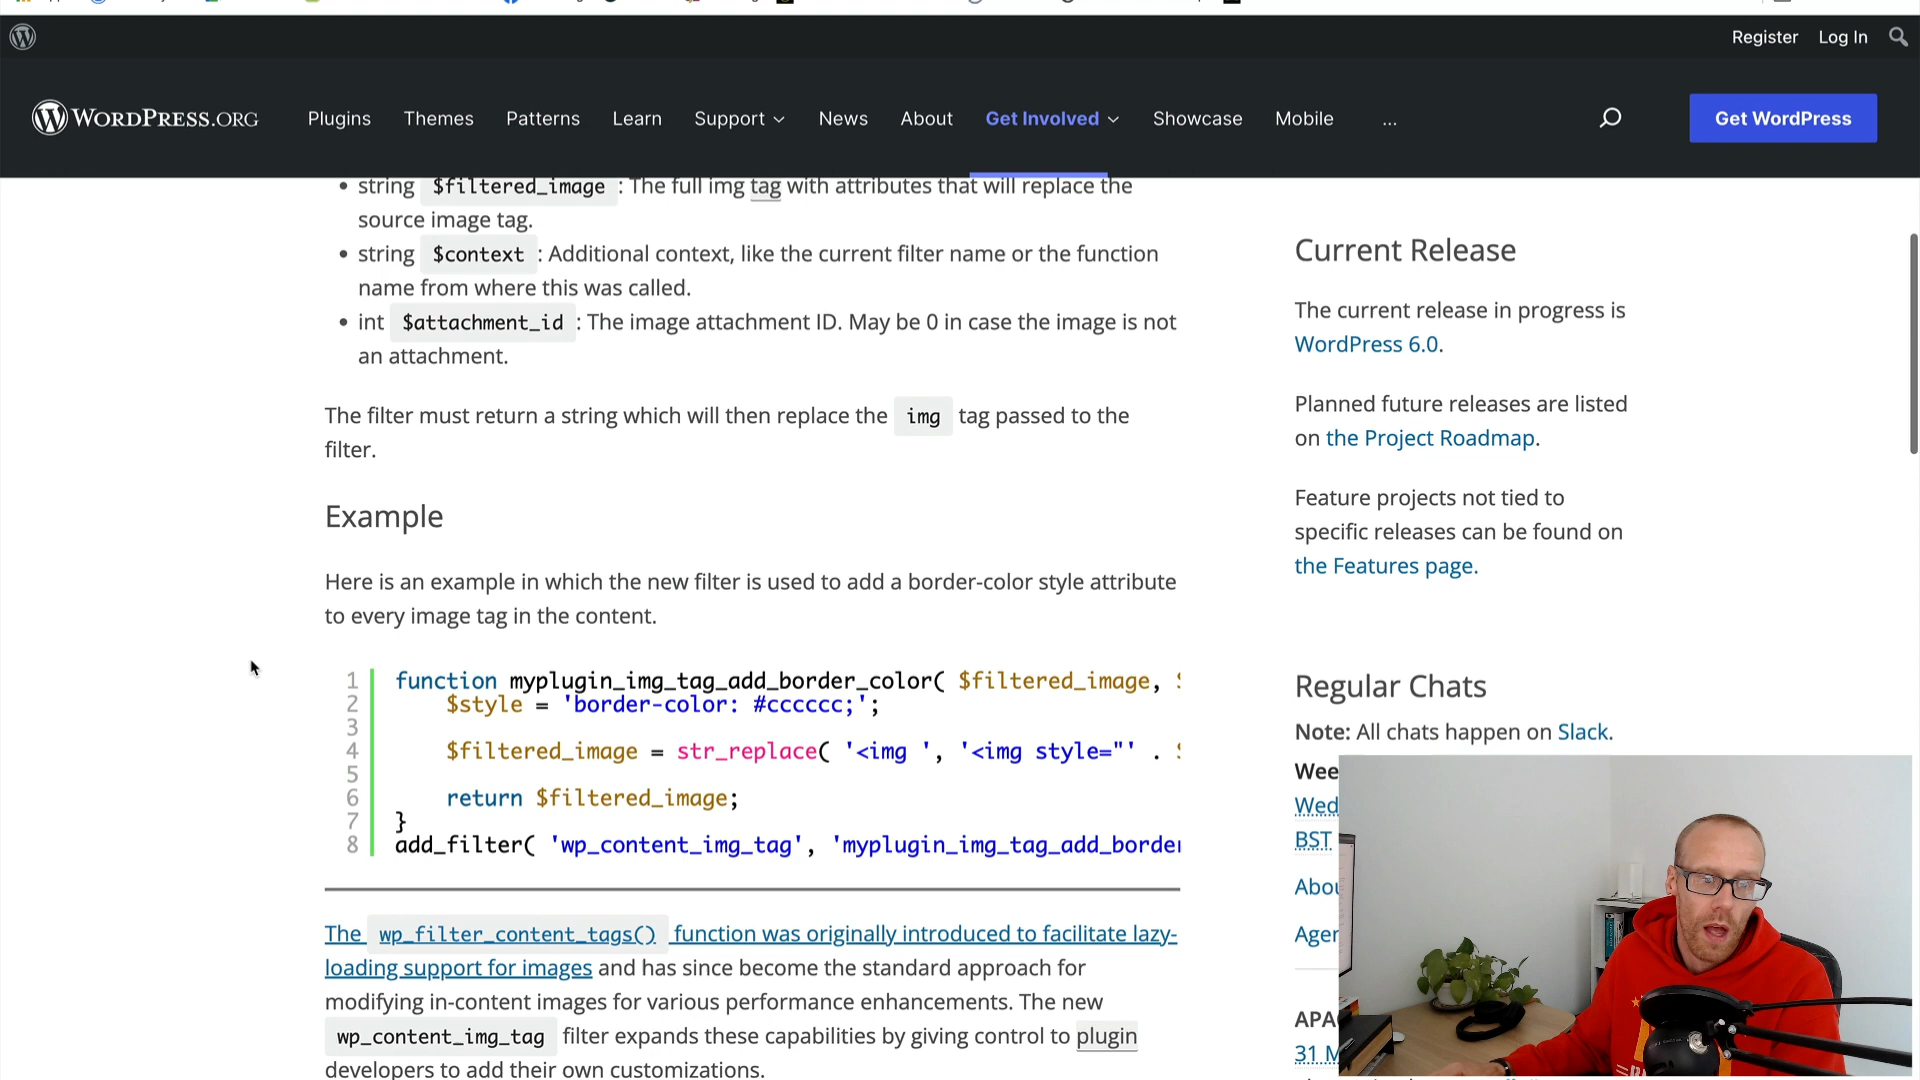 Register Log In
WORDPRESS.ORG Plugins Themes Patterns Learn Support News About Get Involved Showcase Mobile ... Get WordPress
string $filtered_image : The full img tag with attributes that will replace the
source image tag.
string $context : Additional context, like the current filter name or the function
name from where this was called.
int $attachment_id : The image attachment ID. May be 0 in case the image is not
an attachment.
The filter must return a string which will then replace the img tag passed to the
filter.
Example
Here is an example in which the new filter is used to add a border-color style attribute
to every image tag in the content.
1 function myplugin_img_tag_add_border_color( $filtered_image,
2 $style = 'border-color: #cccccc;';
3
4 $filtered_image = str_replace( '<img ', '<img style="' .
5
6 return $filtered_image;
7 }
8 add_filter( 'wp_content_img_tag', 'myplugin_img_tag_add_border
The wp_filter_content_tags() function was originally introduced to facilitate lazy-
loading support for images and has since become the standard approach for
modifying in-content images for various performance enhancements. The new
wp_content_img_tag filter expands these capabilities by giving control to plugin
developers to add their own customizations.
Current Release
The current release in progress is
WordPress 6.0.
Planned future releases are listed
on the Project Roadmap.
Feature projects not tied to
specific releases can be found on
the Features page.
Regular Chats
Note: All chats happen on Slack.
Wee
Wed
BST
Abou
Agen
APA
31 M